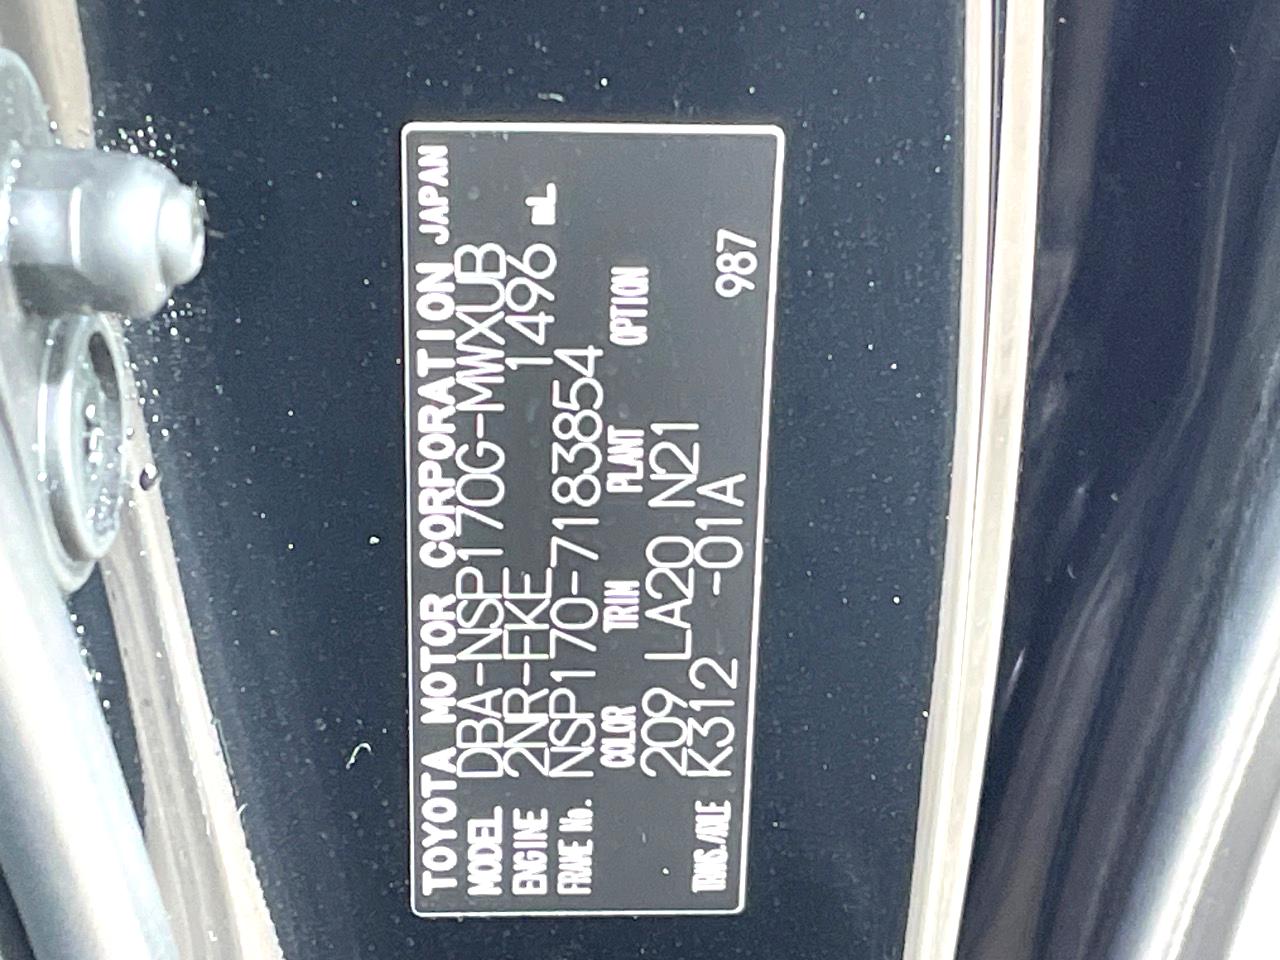 TOYOTA MOTOR CORPORATION JAPAN
MODEL DBA-NSP170G-MWXUB
ENGINE 2NR-FKE 1496 mL
FRAME No. NSP170-7183854
COLOR TRIM PLANT OPTION
209 LA20 N21
TRANS./AXLE K312 -01A 987